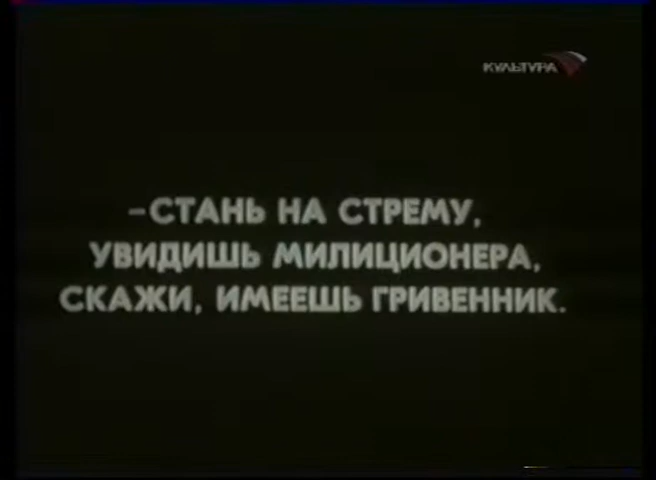 КУЛЬТУРА
–СТАНЬ НА СТРЕМУ,
УВИДИШЬ МИЛИЦИОНЕРА,
СКАЖИ, ИМЕЕШЬ ГРИВЕННИК.